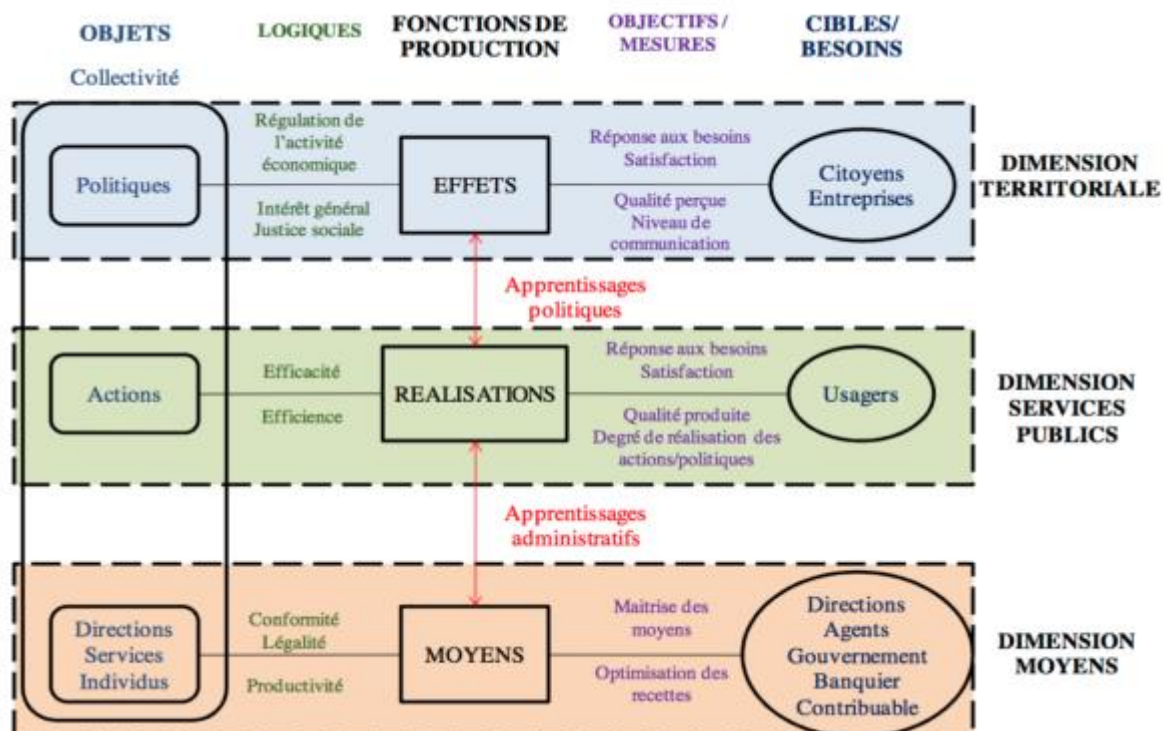 OBJETS
LOGIQUES
FONCTIONS DE
PRODUCTION
OBJECTIFS /
MESURES
CIBLES/
BESOINS
Collectivité
Politiques
Régulation de
l'activité
économique
Intérêt général
Justice sociale
EFFETS
Réponse aux besoins
Satisfaction
Qualité perçue
Niveau de
communication
Citoyens
Entreprises
DIMENSION
TERRITORIALE
Apprentissages
politiques
Actions
Efficacité
Efficience
REALISATIONS
Réponse aux besoins
Satisfaction
Qualité produite
Degré de réalisation des
actions/politiques
Usagers
DIMENSION
SERVICES
PUBLICS
Apprentissages
administratifs
Directions
Services
Individus
Conformité
Légalité
Productivité
MOYENS
Maitrise des
moyens
Optimisation des
recettes
Directions
Agents
Gouvernement
Banquier
Contribuable
DIMENSION
MOYENS